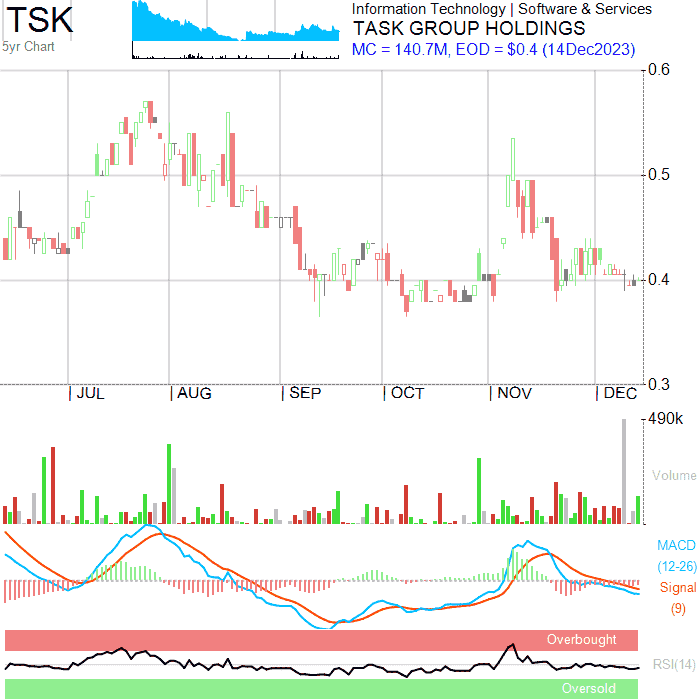 TSK
5yr Chart
Information Technology | Software & Services
TASK GROUP HOLDINGS
MC = 140.7M, EOD = $0.4 (14Dec2023)
0.6
0.5
0.4
0.3
| JUL | AUG | SEP | OCT | NOV | DEC
490k
Volume
MACD
(12-26)
Signal
(9)
Overbought
RSI(14)
Oversold